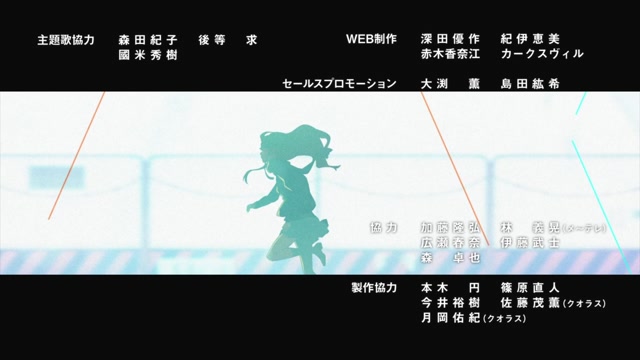 主題歌協力 森田紀子 後等 求
國米秀樹
WEB制作 深田優作 紀伊恵美
赤木香奈江 カークスヴィル
セールスプロモーション 大渕 薫 島田紘希
協力 加藤隆弘 林 義晃(メ〜テレ)
広瀬春奈 伊藤武士
森 卓也
製作協力 本木 円 篠原直人
今井裕樹 佐藤茂薫(クオラス)
月岡佑紀(クオラス)